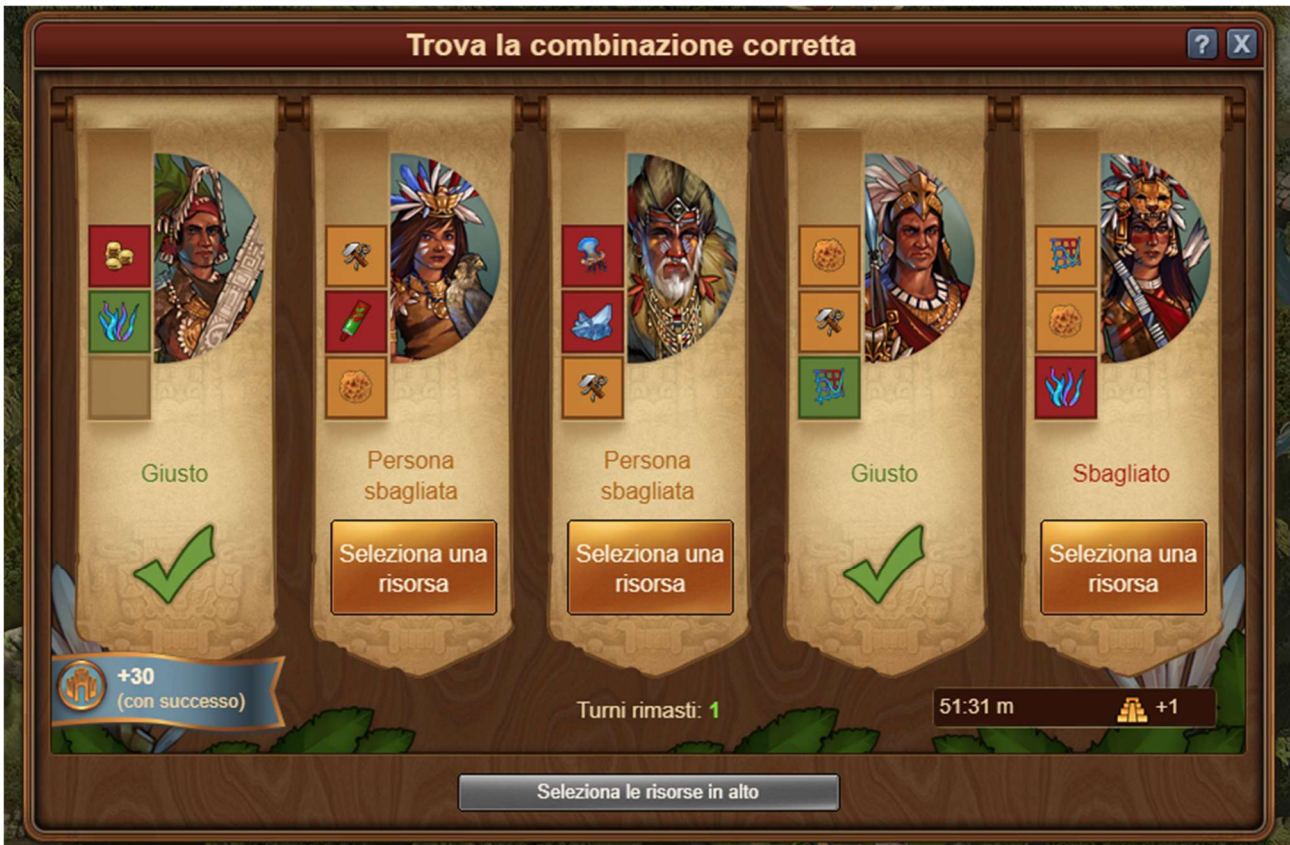 Trova la combinazione corretta
? X
Giusto
Persona
sbagliata
Seleziona una
risorsa
Persona
sbagliata
Seleziona una
risorsa
Giusto
Sbagliato
Seleziona una
risorsa
+30
(con successo)
Turni rimasti: 1
51:31 m
+1
Seleziona le risorse in alto